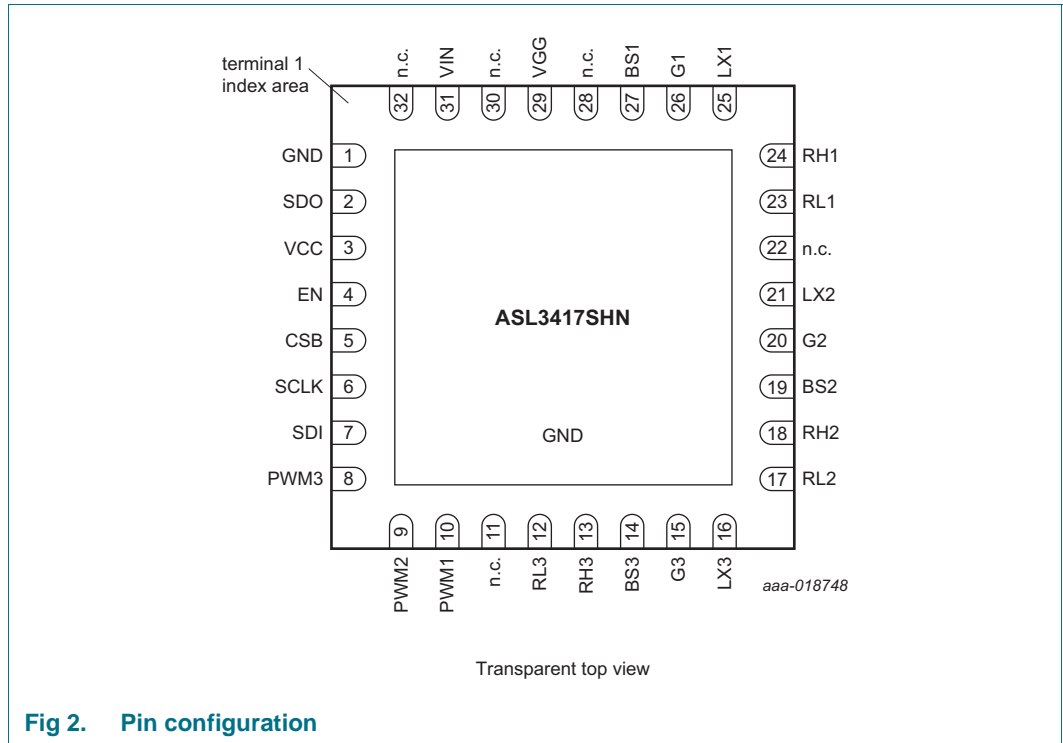 terminal 1
index area
n.c.
VIN
n.c.
VGG
n.c.
BS1
G1
LX1
32
31
30
29
28
27
26
25
GND 1
SDO 2
VCC 3
EN 4
CSB 5
SCLK 6
SDI 7
PWM3 8
24 RH1
23 RL1
22 n.c.
21 LX2
20 G2
19 BS2
18 RH2
17 RL2
ASL3417SHN
GND
9
10
11
12
13
14
15
16
PWM2
PWM1
n.c.
RL3
RH3
BS3
G3
LX3
aaa-018748
Transparent top view
Fig 2. Pin configuration